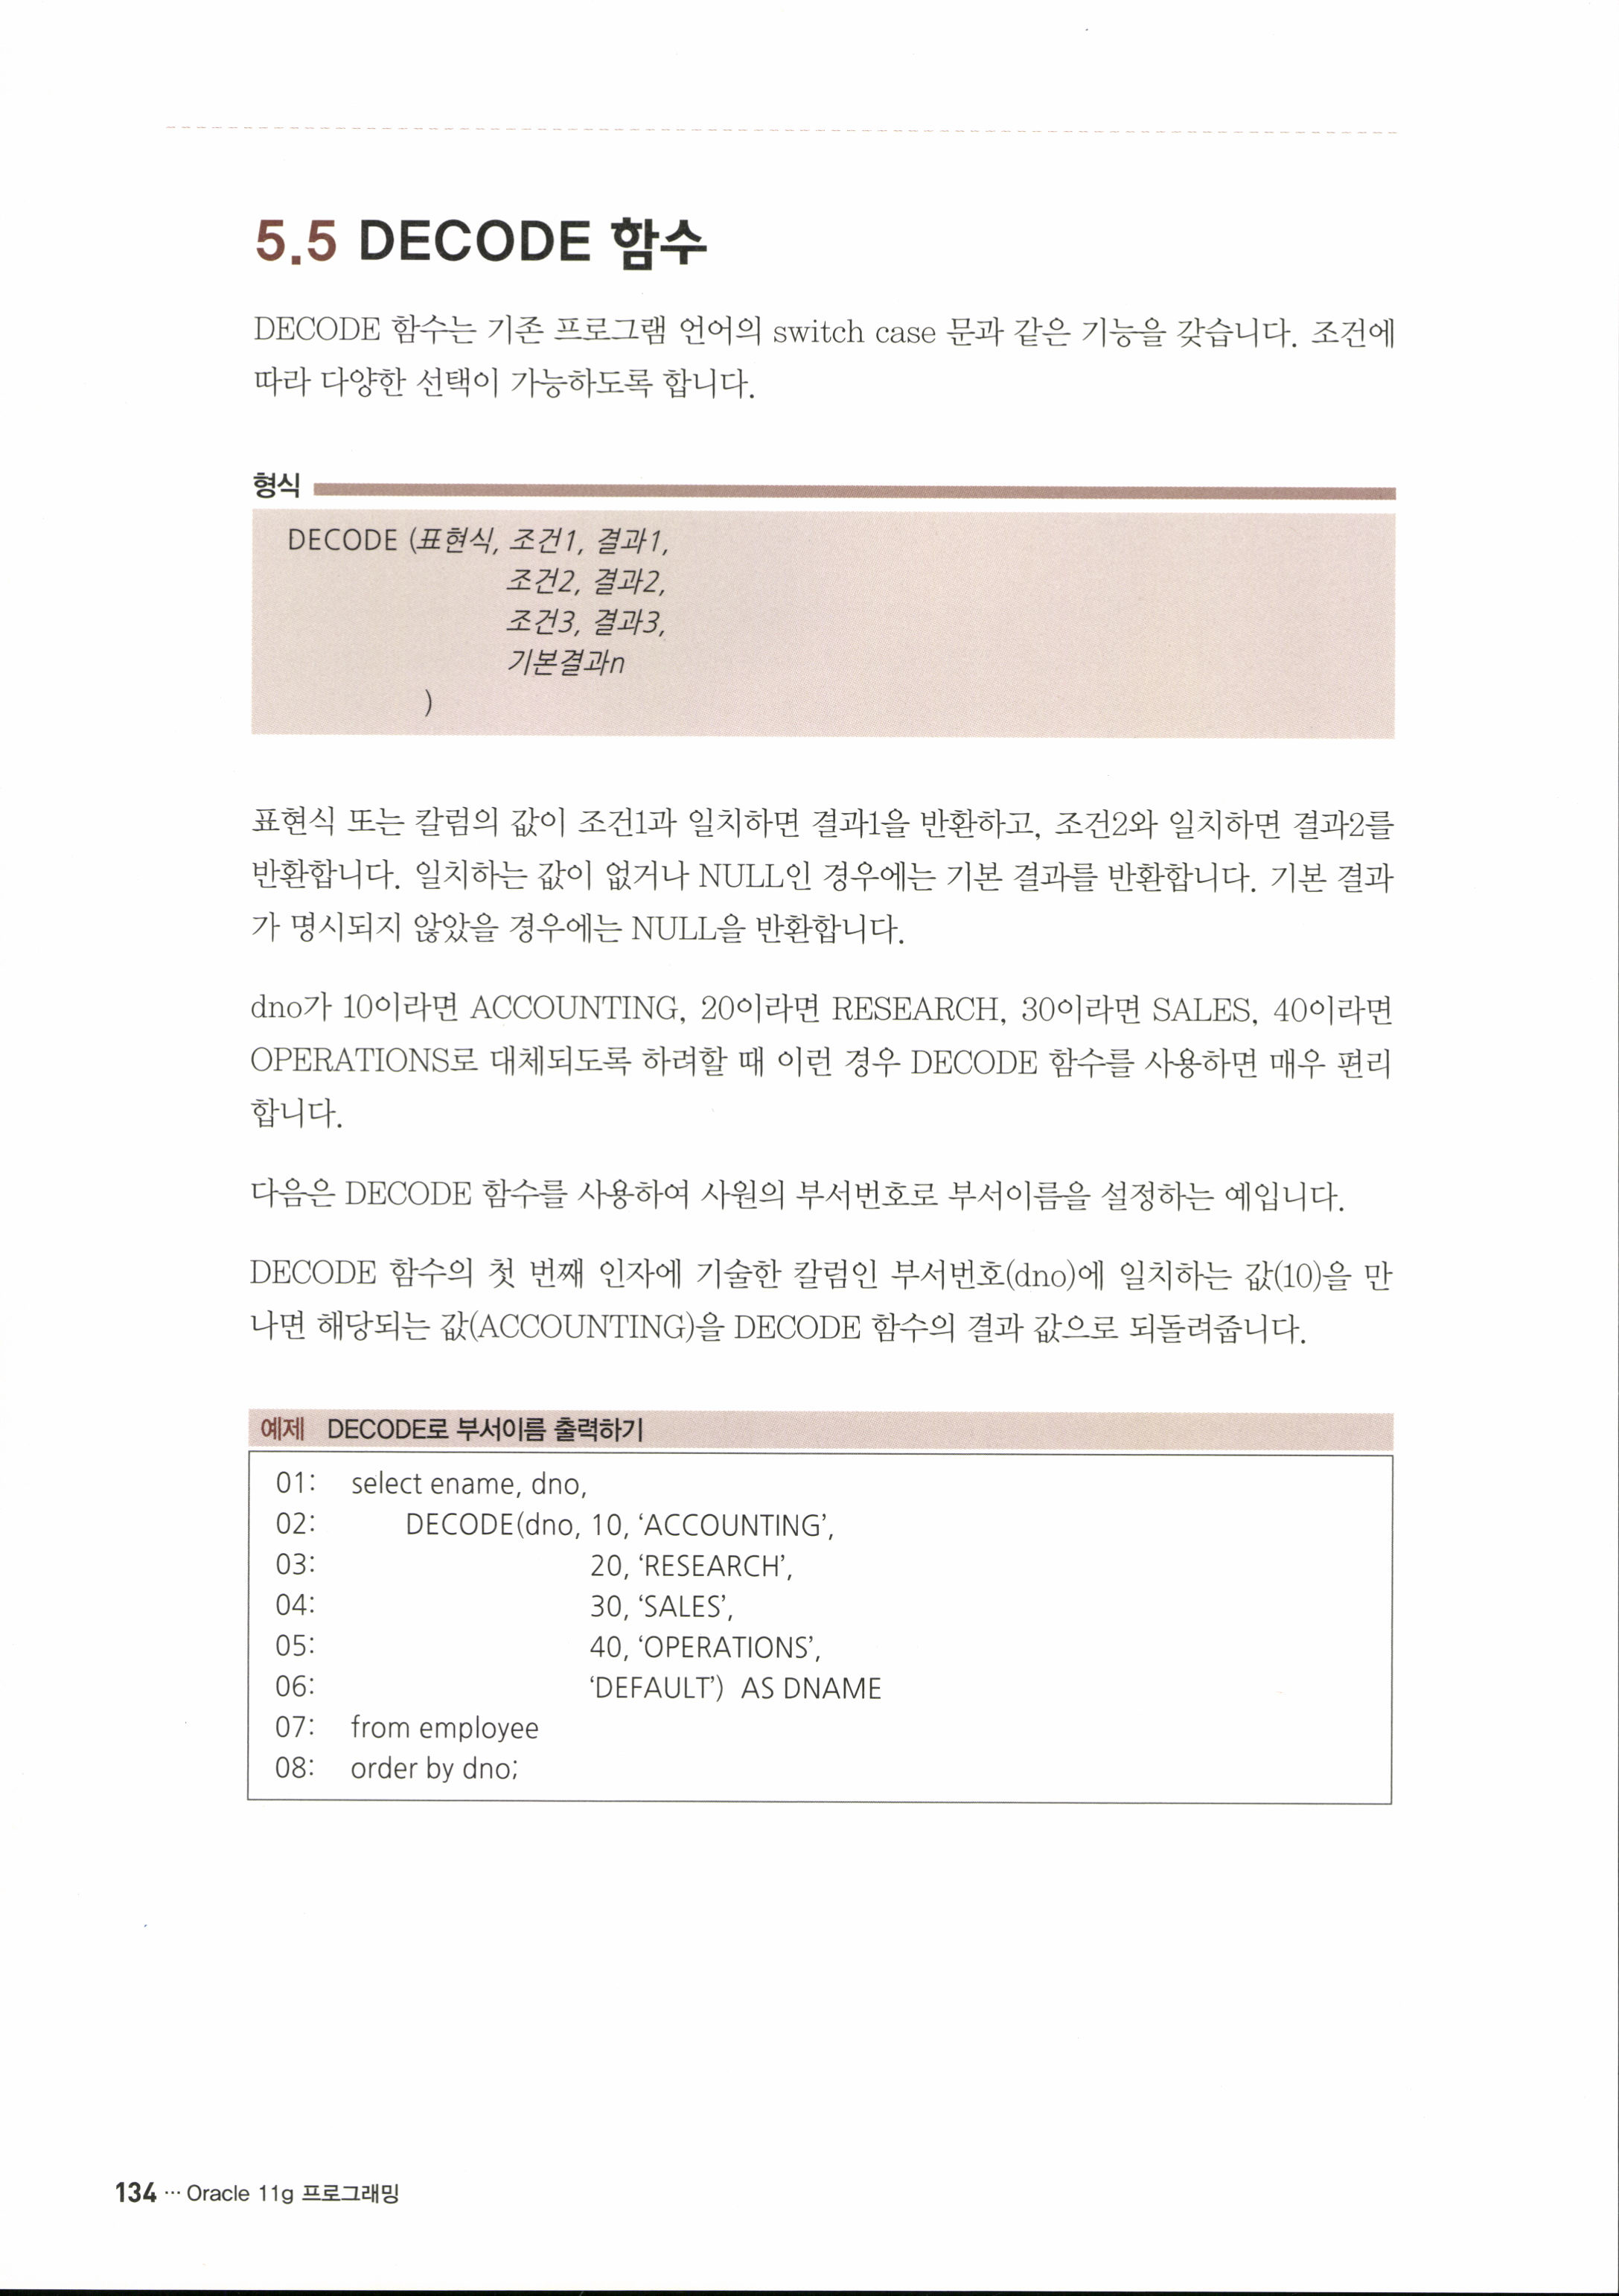 5.5 DECODE 함수
DECODE 함수는 기존 프로그램 언어의 switch case 문과 같은 기능을 갖습니다. 조건에
따라 다양한 선택이 가능하도록 합니다.
형식
DECODE (표현식, 조건1, 결과1,
조건2, 결과2,
조건3, 결과3,
기본결과n
)
표현식 또는 칼럼의 값이 조건1과 일치하면 결과1을 반환하고, 조건2와 일치하면 결과2를
반환합니다. 일치하는 값이 없거나 NULL인 경우에는 기본 결과를 반환합니다. 기본 결과
가 명시되지 않았을 경우에는 NULL을 반환합니다.
dno가 10이라면 ACCOUNTING, 20이라면 RESEARCH, 30이라면 SALES, 40이라면
OPERATIONS로 대체되도록 하려할 때 이런 경우 DECODE 함수를 사용하면 매우 편리
합니다.
다음은 DECODE 함수를 사용하여 사원의 부서번호로 부서이름을 설정하는 예입니다.
DECODE 함수의 첫 번째 인자에 기술한 칼럼인 부서번호(dno)에 일치하는 값(10)을 만
나면 해당되는 값(ACCOUNTING)을 DECODE 함수의 결과 값으로 되돌려줍니다.
예제 DECODE로 부서이름 출력하기
01: select ename, dno,
02: DECODE(dno, 10, ‘ACCOUNTING’,
03: 20, ‘RESEARCH’,
04: 30, ‘SALES’,
05: 40, ‘OPERATIONS’,
06: ‘DEFAULT’) AS DNAME
07: from employee
08: order by dno;
134 ··· Oracle 11g 프로그래밍